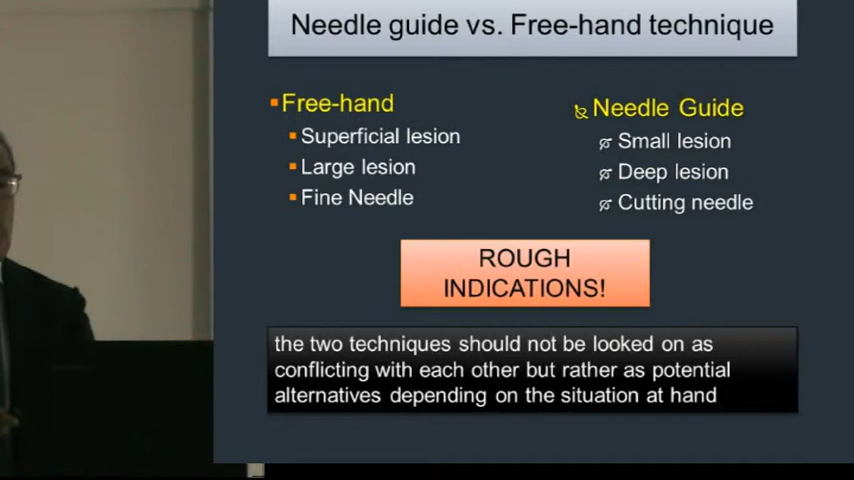 Needle guide vs. Free-hand technique
Free-hand
Superficial lesion
Large lesion
Fine Needle
Needle Guide
Small lesion
Deep lesion
Cutting needle
ROUGH
INDICATIONS!
the two techniques should not be looked on as
conflicting with each other but rather as potential
alternatives depending on the situation at hand